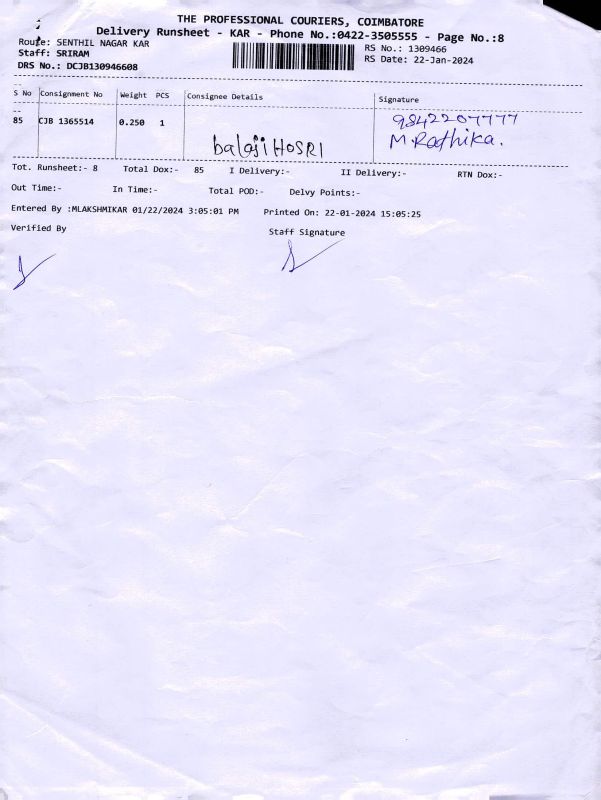 THE PROFESSIONAL COURIERS, COIMBATORE
Delivery Runsheet - KAR - Phone No.:0422-3505555 - Page No.:8
Route: SENTHIL NAGAR KAR
RS No.: 1309466
Staff: SRIRAM
RS Date: 22-Jan-2024
DRS No.: DCJB130946608
S No Consignment No Weight PCS Consignee Details Signature
85 CJB 1365514 0.250 1 balaji HOSRI 9842207777
M. Rathika.
Tot. Runsheet:- 8 Total Dox:- 85 I Delivery:- II Delivery:- RTN Dox:-
Out Time:- In Time:- Total POD:- Delvy Points:-
Entered By :MLAKSHMIKAR 01/22/2024 3:05:01 PM Printed On: 22-01-2024 15:05:25
Verified By Staff Signature